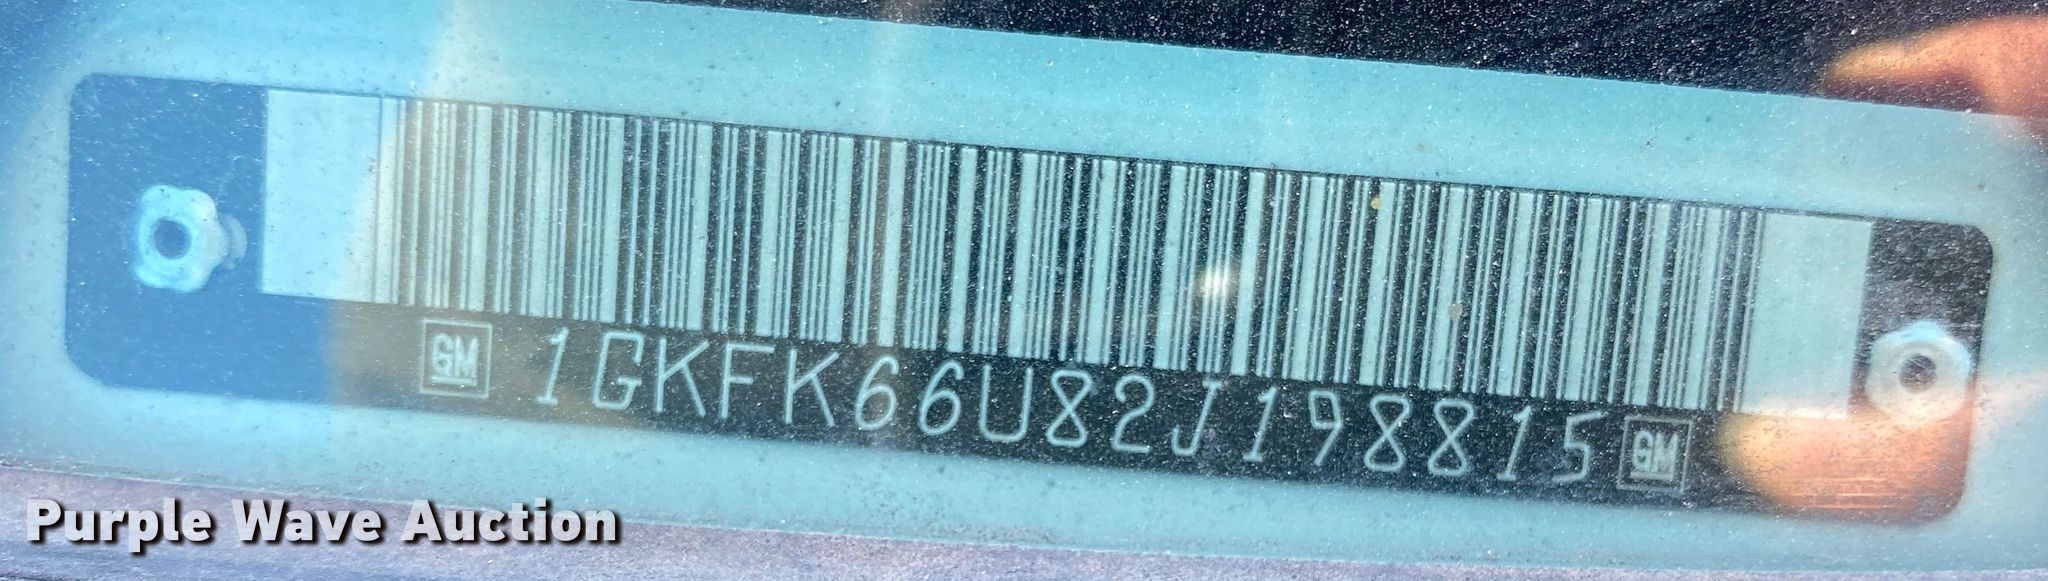 GM 1GKFK66U82J198815 GM
Purple Wave Auction